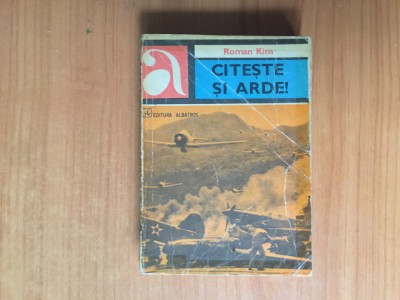 a
Roman Kim
CITEȘTE
ȘI ARDE!
EDITURA ALBATROS